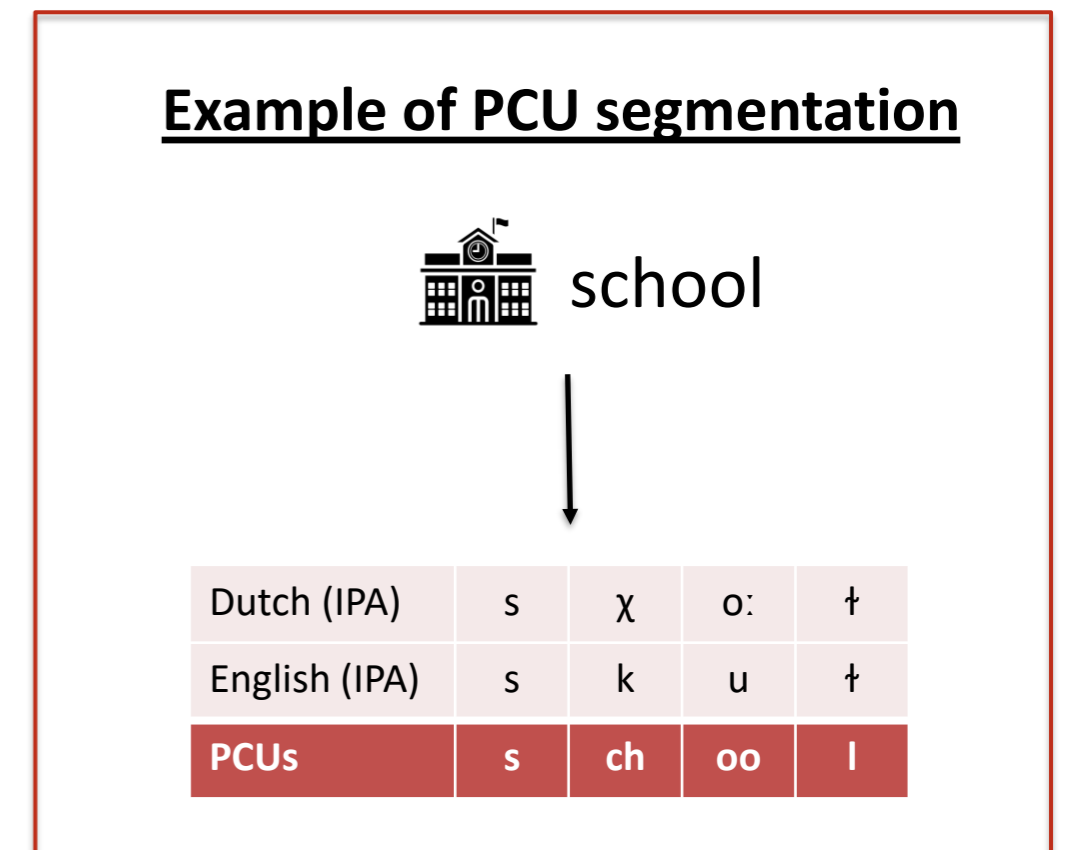 Example of PCU segmentation
school
Dutch (IPA) s χ oː ɫ
English (IPA) s k u ɫ
PCUs s ch oo l